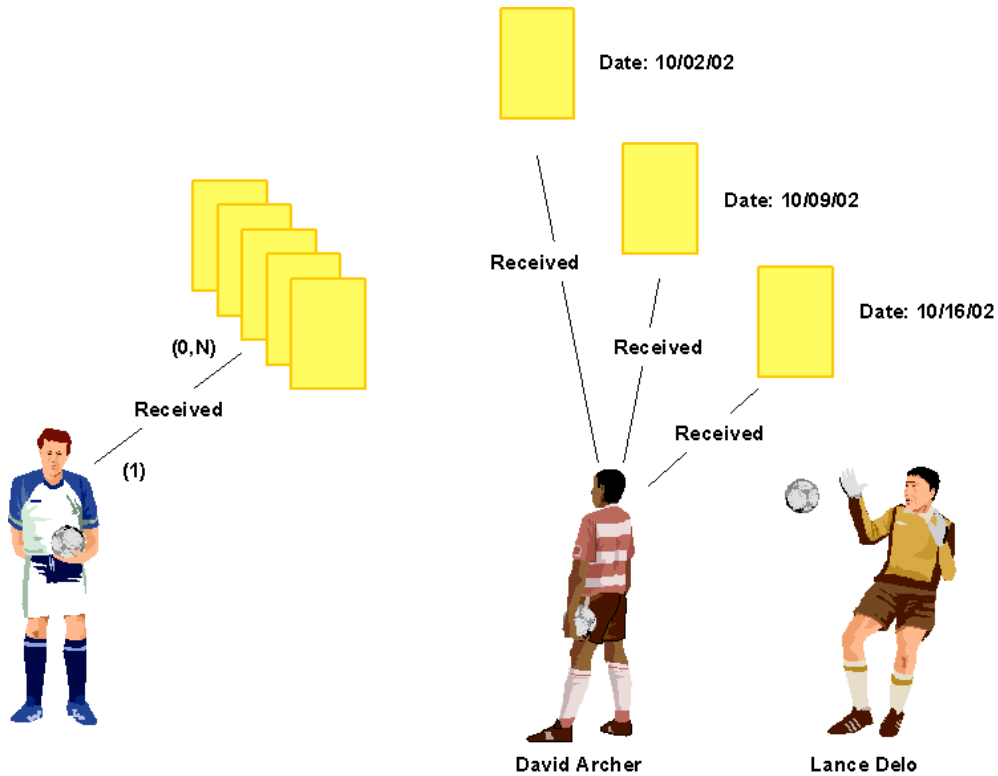 Date: 10/02/02
Date: 10/09/02
Received
Date: 10/16/02
(0,N)
Received
Received
Received
(1)
David Archer
Lance Delo